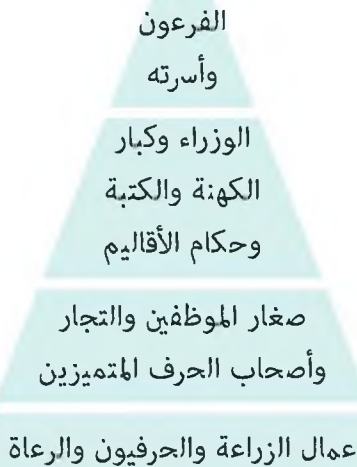 الفرعون
وأسرته
الوزراء وكبار
الكهنة والكتبة
وحكام الأقاليم
صغار الموظفين والتجار
وأصحاب الحرف المتميزين
عمال الزراعة والحرفيون والرعاة